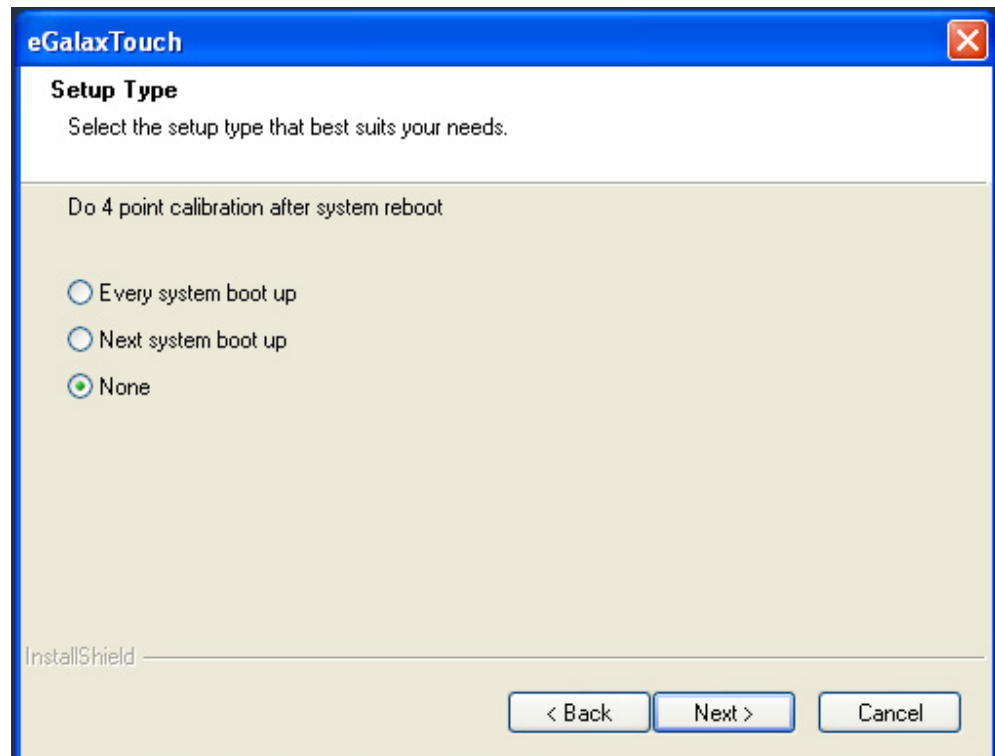 eGalaxTouch
Setup Type
Select the setup type that best suits your needs.
Do 4 point calibration after system reboot
Every system boot up
Next system boot up
None
InstallShield
< Back
Next >
Cancel